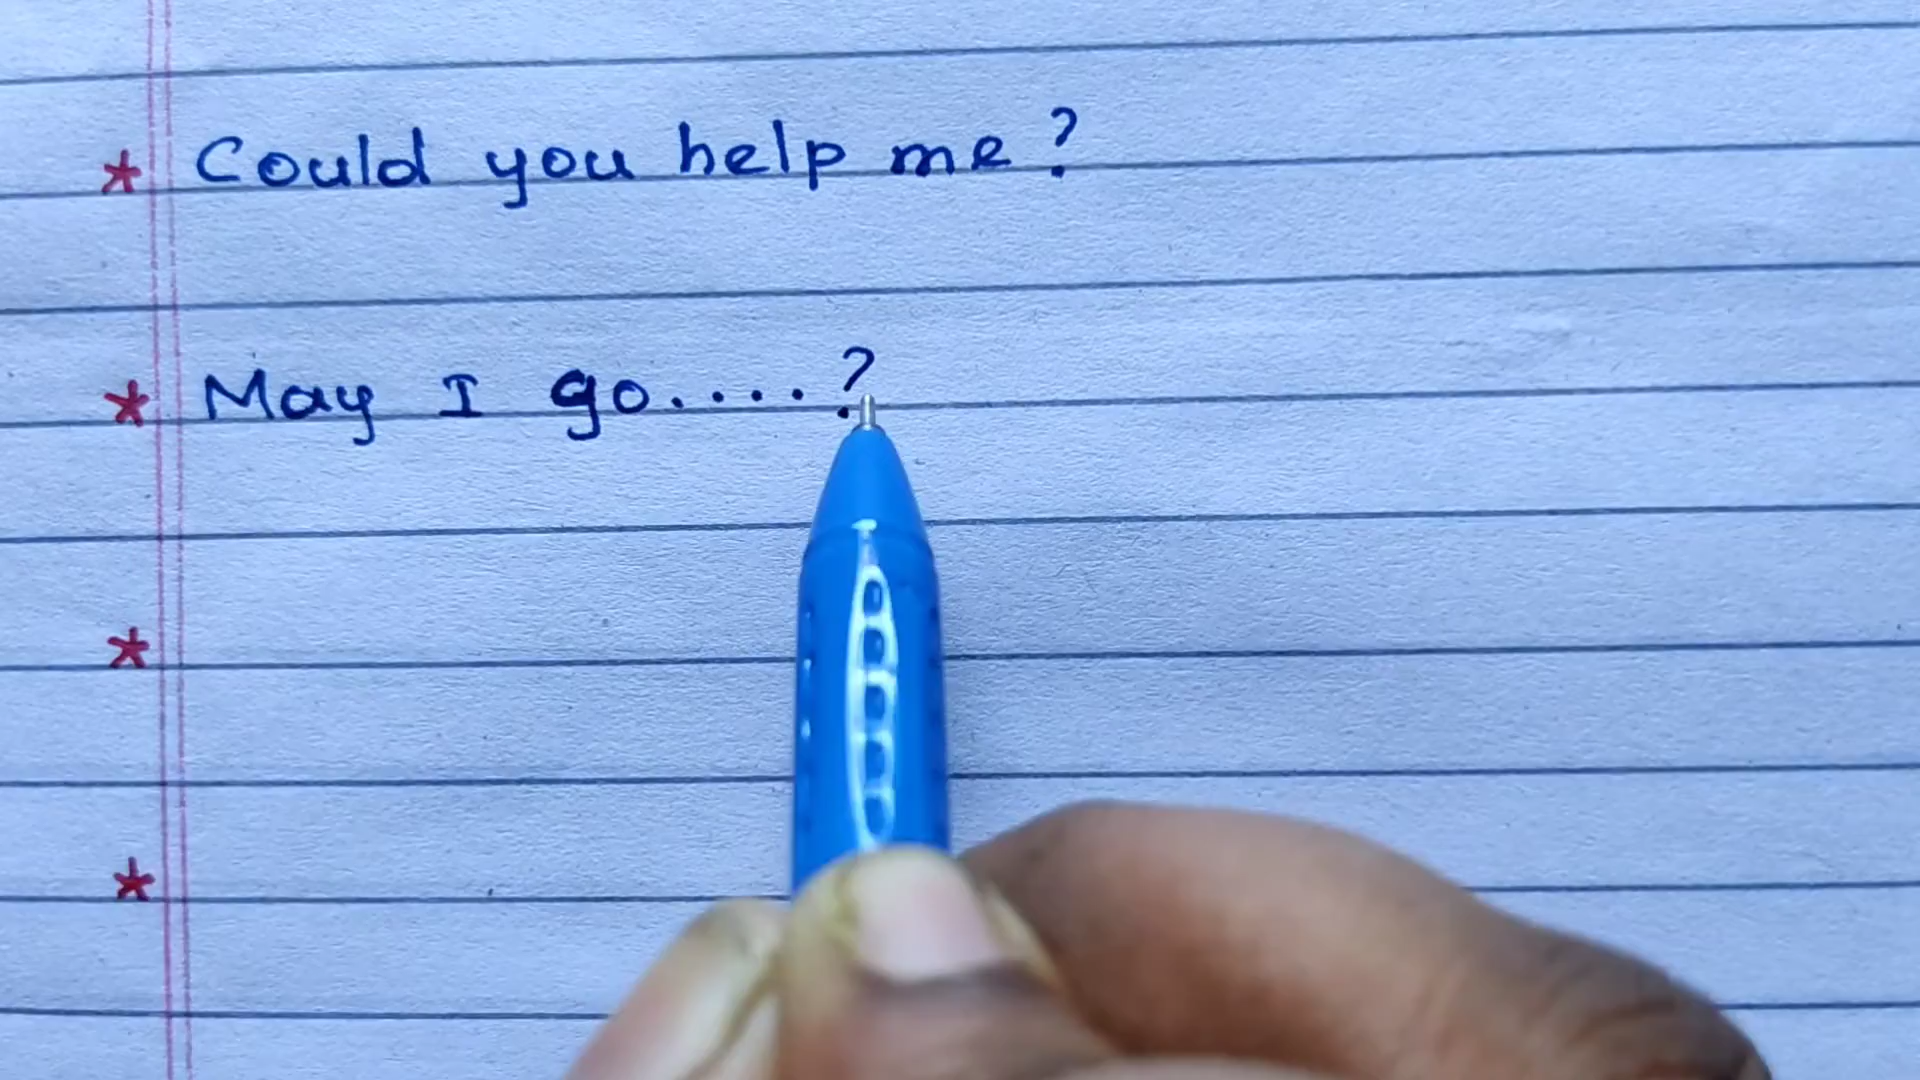 * Could you help me?
* May I go.....?
*
*